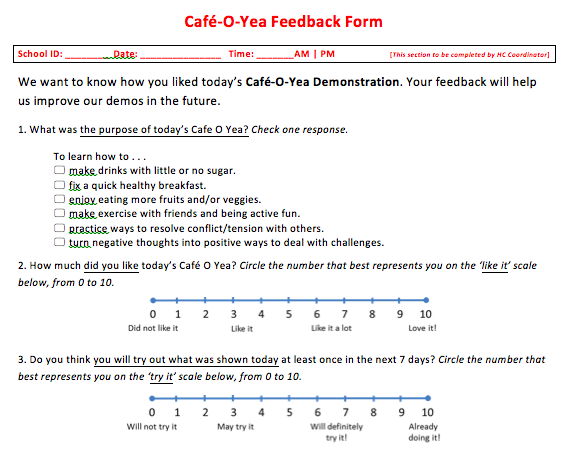 Café-O-Yea Feedback Form
School ID: ________ Date: ____________ Time: ______AM | PM [This section to be completed by HC Coordinator]
We want to know how you liked today's Café-O-Yea Demonstration. Your feedback will help
us improve our demos in the future.
1. What was the purpose of today's Cafe O Yea? Check one response.
To learn how to . . .
make drinks with little or no sugar.
fix a quick healthy breakfast.
enjoy eating more fruits and/or veggies.
make exercise with friends and being active fun.
practice ways to resolve conflict/tension with others.
turn negative thoughts into positive ways to deal with challenges.
2. How much did you like today's Café O Yea? Circle the number that best represents you on the 'like it' scale
below, from 0 to 10.
0 1 2 3 4 5 6 7 8 9 10
Did not like it Like it Like it a lot Love it!
3. Do you think you will try out what was shown today at least once in the next 7 days? Circle the number that
best represents you on the 'try it' scale below, from 0 to 10.
0 1 2 3 4 5 6 7 8 9 10
Will not try it May try it Will definitely Already
try it! doing it!